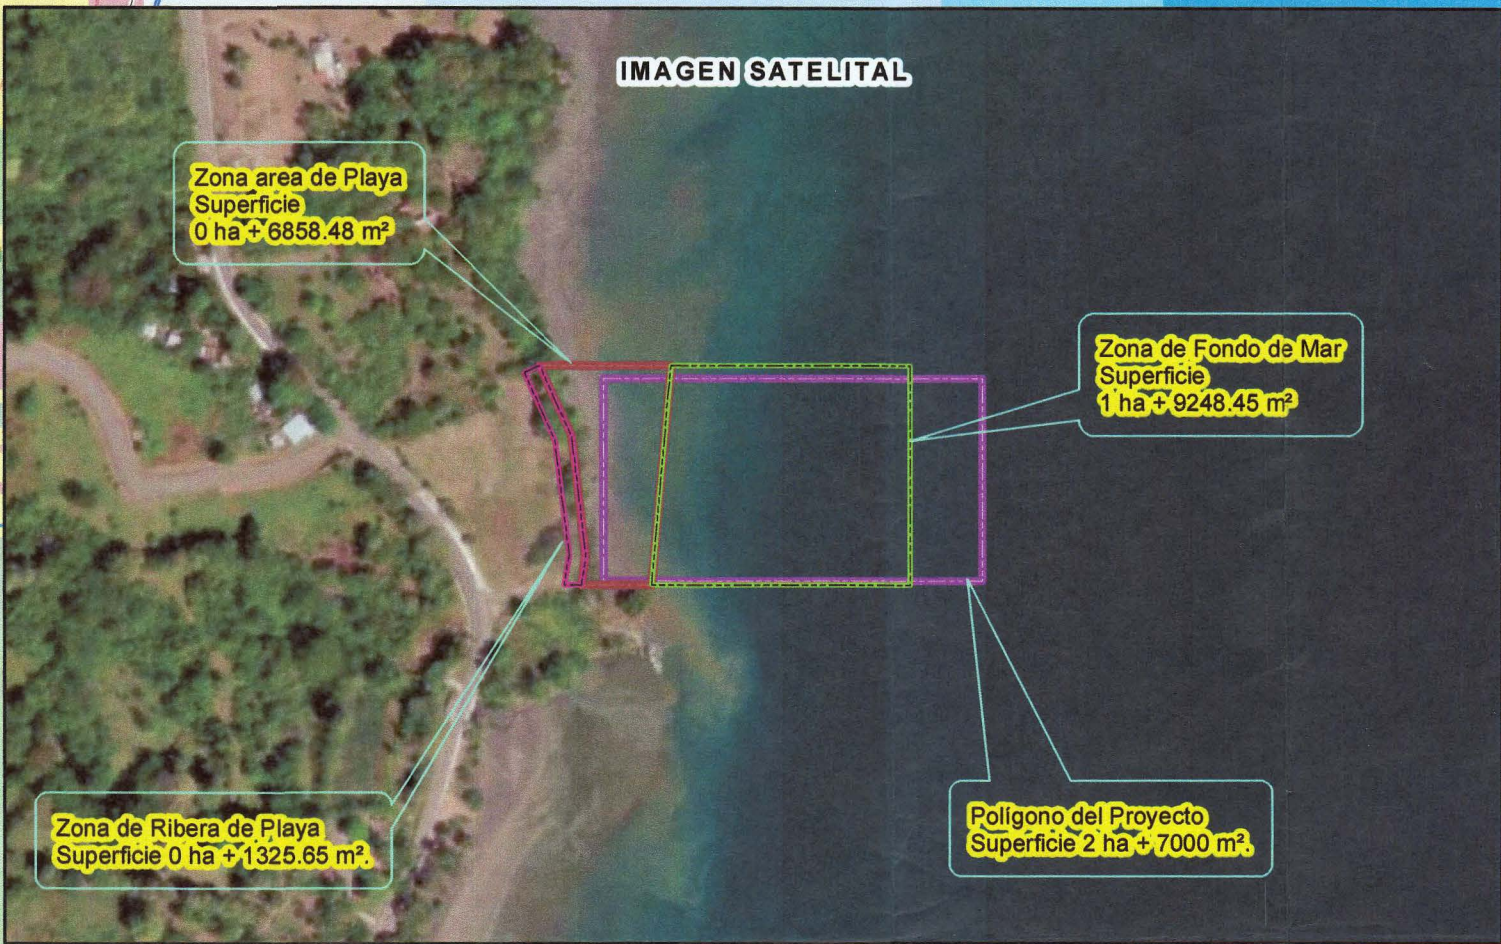 IMAGEN SATELITAL
Zona area de Playa
Superficie
0 ha + 6858.48 m²
Zona de Fondo de Mar
Superficie
1 ha + 9248.45 m²
Zona de Ribera de Playa
Superficie 0 ha + 1325.65 m².
Polígono del Proyecto
Superficie 2 ha + 7000 m².